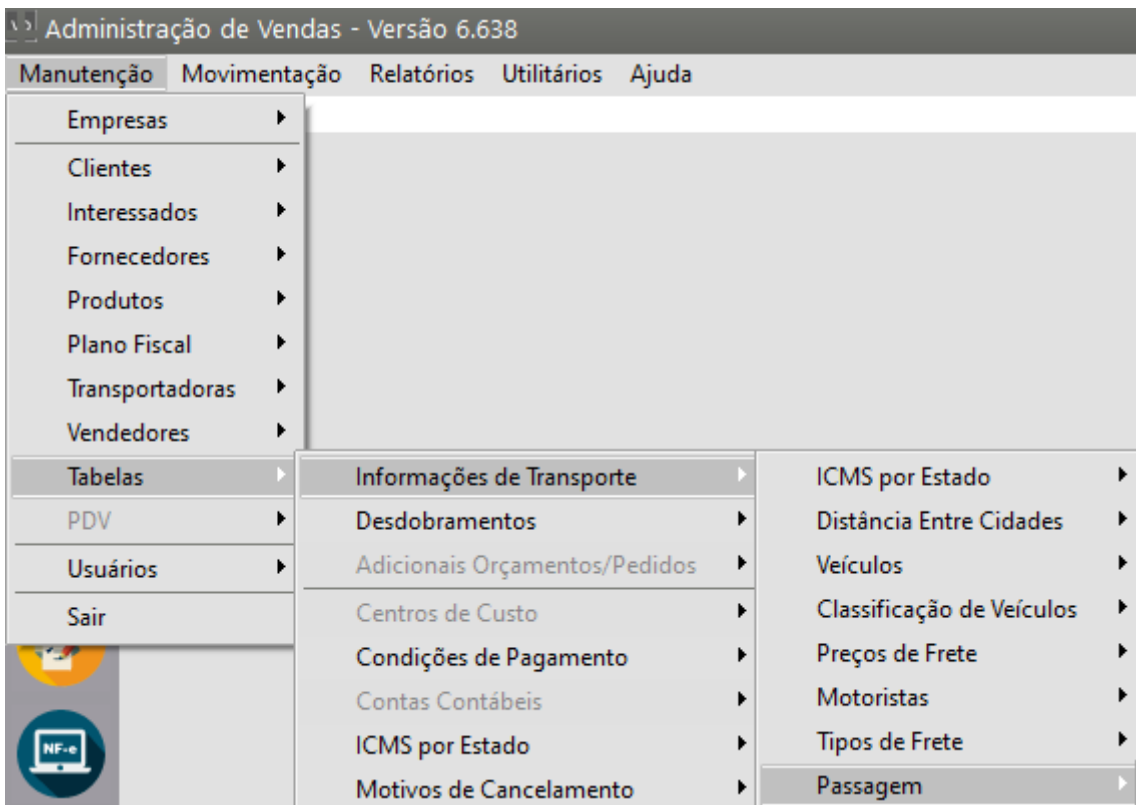 Administração de Vendas - Versão 6.638
Manutenção Movimentação Relatórios Utilitários Ajuda
Empresas
Clientes
Interessados
Fornecedores
Produtos
Plano Fiscal
Transportadoras
Vendedores
Tabelas
PDV
Usuários
Sair
Informações de Transporte
Desdobramentos
Adicionais Orçamentos/Pedidos
Centros de Custo
Condições de Pagamento
Contas Contábeis
ICMS por Estado
Motivos de Cancelamento
ICMS por Estado
Distância Entre Cidades
Veículos
Classificação de Veículos
Preços de Frete
Motoristas
Tipos de Frete
Passagem
NF-e